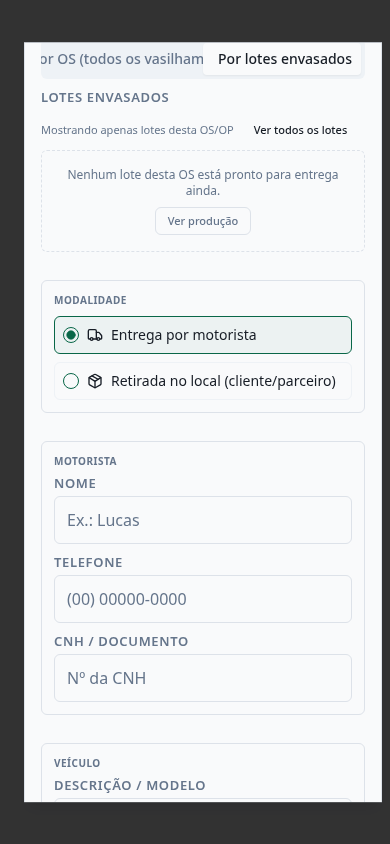 or OS (todos os vasilham
Por lotes envasados
LOTES ENVASADOS
Mostrando apenas lotes desta OS/OP
Ver todos os lotes
Nenhum lote desta OS está pronto para entrega
ainda.
Ver produção
MODALIDADE
Entrega por motorista
Retirada no local (cliente/parceiro)
MOTORISTA
NOME
Ex.: Lucas
TELEFONE
(00) 00000-0000
CNH / DOCUMENTO
Nº da CNH
VEÍCULO
DESCRIÇÃO / MODELO